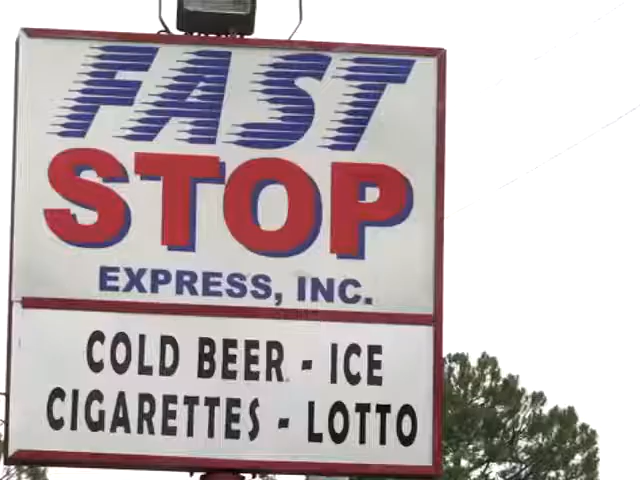 FAST
STOP
EXPRESS, INC.
COLD BEER - ICE
CIGARETTES - LOTTO